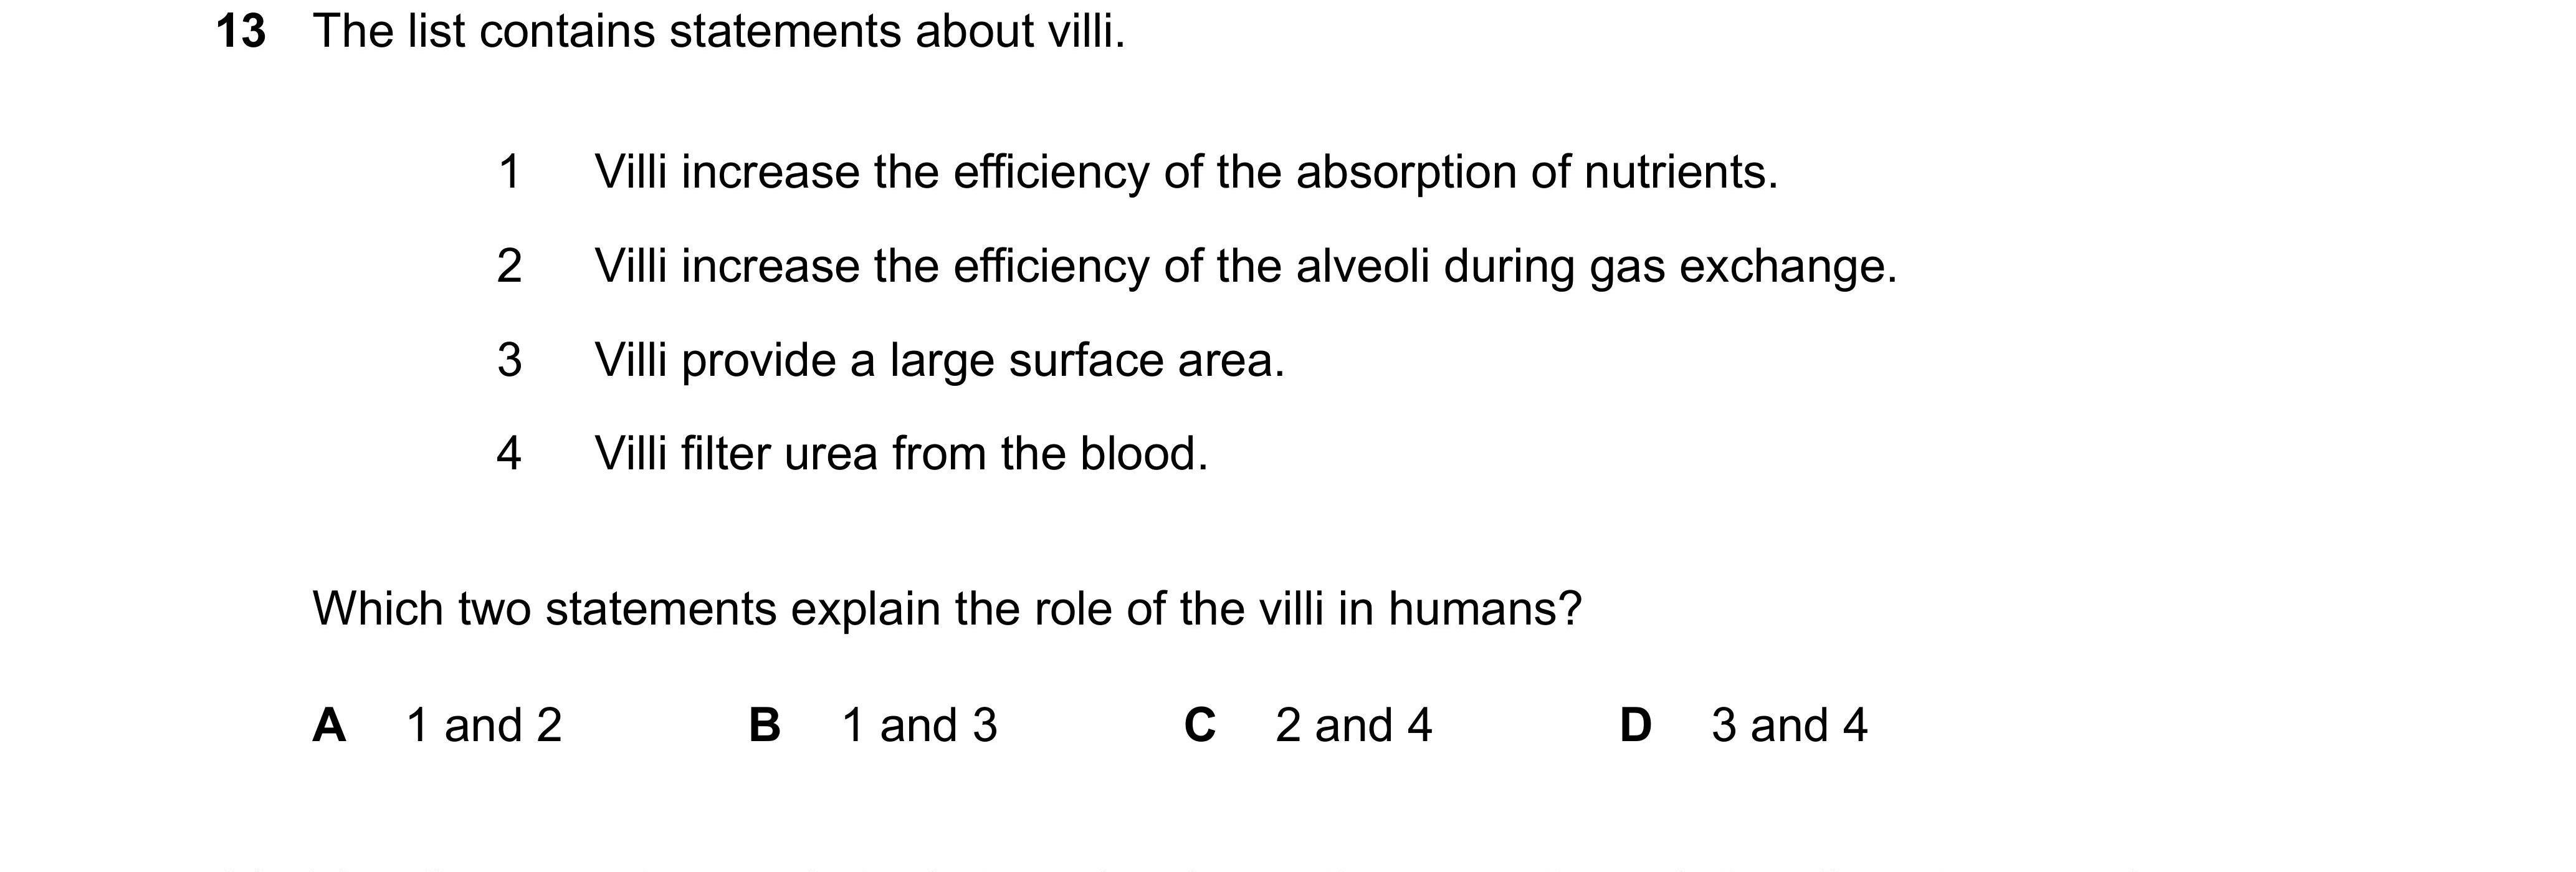 13 The list contains statements about villi.
1 Villi increase the efficiency of the absorption of nutrients.
2 Villi increase the efficiency of the alveoli during gas exchange.
3 Villi provide a large surface area.
4 Villi filter urea from the blood.
Which two statements explain the role of the villi in humans?
A 1 and 2 B 1 and 3 C 2 and 4 D 3 and 4